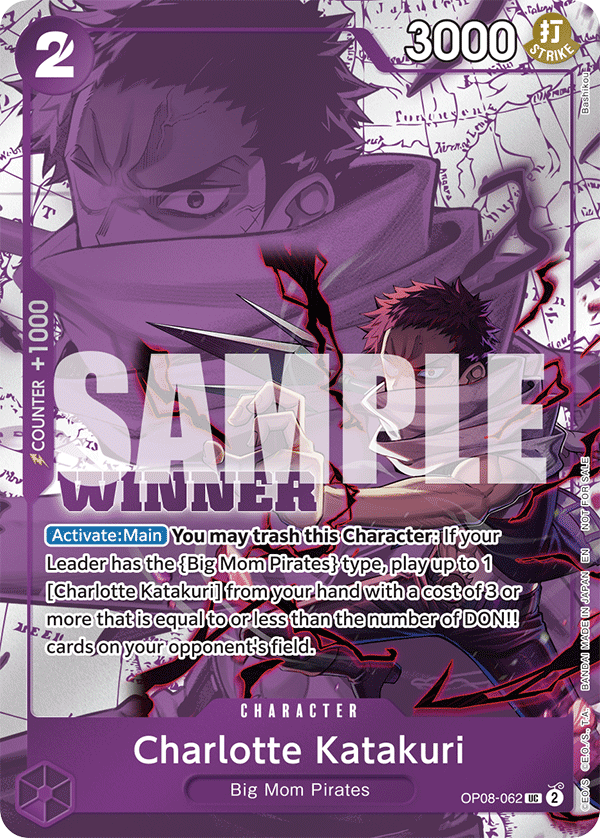 2
3000
打
STRIKE
Bashikou
COUNTER +1000
SAMPLE
WINNER
Activate:Main You may trash this Character: If your
Leader has the {Big Mom Pirates} type, play up to 1
[Charlotte Katakuri] from your hand with a cost of 3 or
more that is equal to or less than the number of DON!!
cards on your opponent's field.
CHARACTER
Charlotte Katakuri
Big Mom Pirates
OP08-062 UC 2
©E.O./S. ©E.O./S., T.A. BANDAI MADE IN JAPAN EN NOT FOR SALE